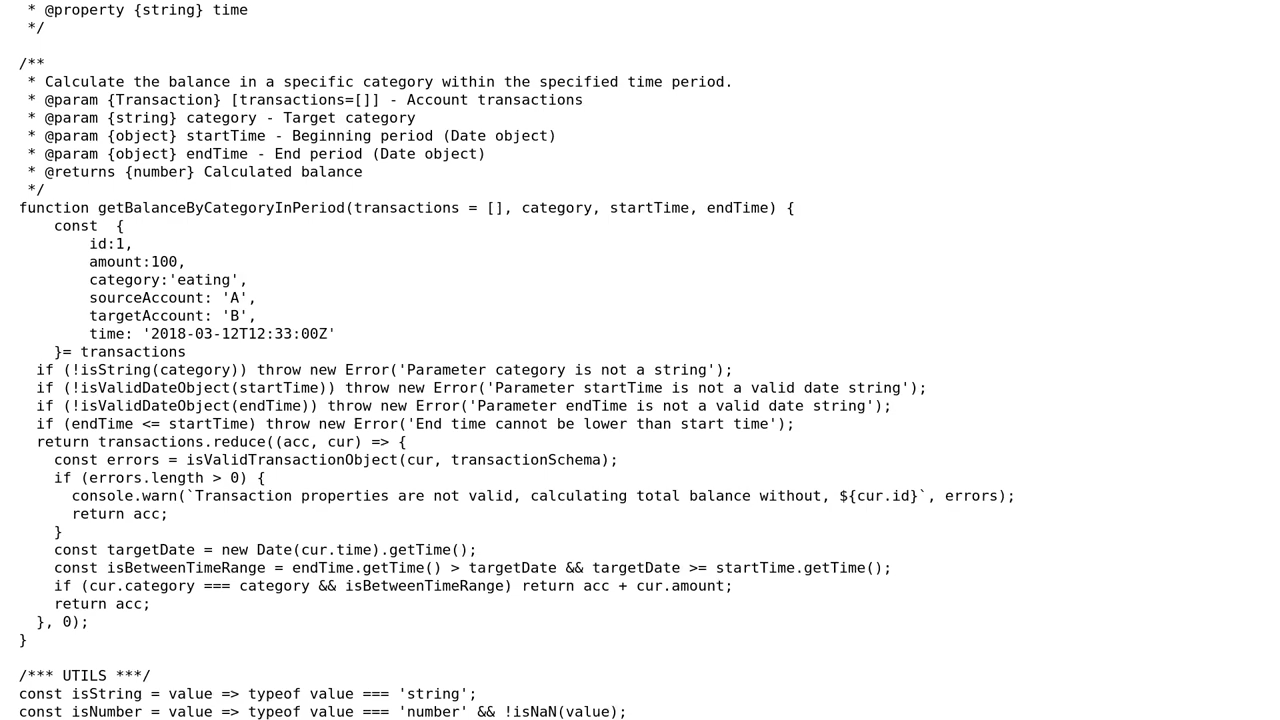 * @property {string} time
 */

/**
 * Calculate the balance in a specific category within the specified time period.
 * @param {Transaction} [transactions=[]] - Account transactions
 * @param {string} category - Target category
 * @param {object} startTime - Beginning period (Date object)
 * @param {object} endTime - End period (Date object)
 * @returns {number} Calculated balance
 */
function getBalanceByCategoryInPeriod(transactions = [], category, startTime, endTime) {
    const  {
        id:1,
        amount:100,
        category:'eating',
        sourceAccount: 'A',
        targetAccount: 'B',
        time: '2018-03-12T12:33:00Z'
    }= transactions
  if (!isString(category)) throw new Error('Parameter category is not a string');
  if (!isValidDateObject(startTime)) throw new Error('Parameter startTime is not a valid date string');
  if (!isValidDateObject(endTime)) throw new Error('Parameter endTime is not a valid date string');
  if (endTime <= startTime) throw new Error('End time cannot be lower than start time');
  return transactions.reduce((acc, cur) => {
    const errors = isValidTransactionObject(cur, transactionSchema);
    if (errors.length > 0) {
      console.warn(`Transaction properties are not valid, calculating total balance without, ${cur.id}`, errors);
      return acc;
    }
    const targetDate = new Date(cur.time).getTime();
    const isBetweenTimeRange = endTime.getTime() > targetDate && targetDate >= startTime.getTime();
    if (cur.category === category && isBetweenTimeRange) return acc + cur.amount;
    return acc;
  }, 0);
}

/*** UTILS ***/
const isString = value => typeof value === 'string';
const isNumber = value => typeof value === 'number' && !isNaN(value);